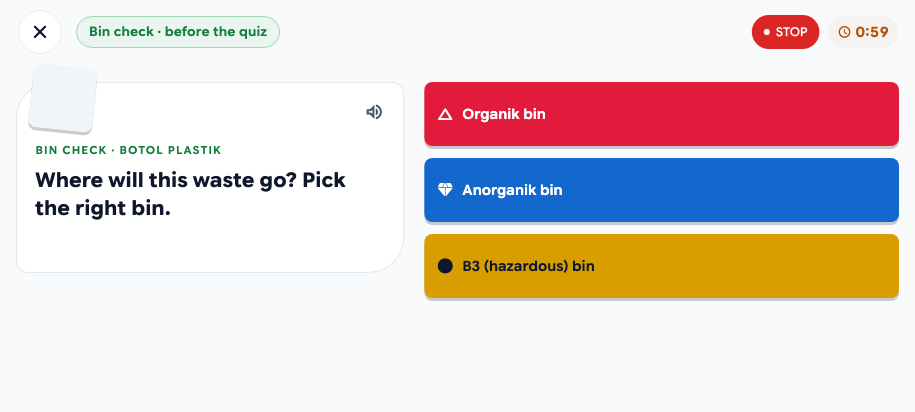 Bin check · before the quiz
STOP
0:59
BIN CHECK · BOTOL PLASTIK
Where will this waste go? Pick
the right bin.
Organik bin
Anorganik bin
B3 (hazardous) bin